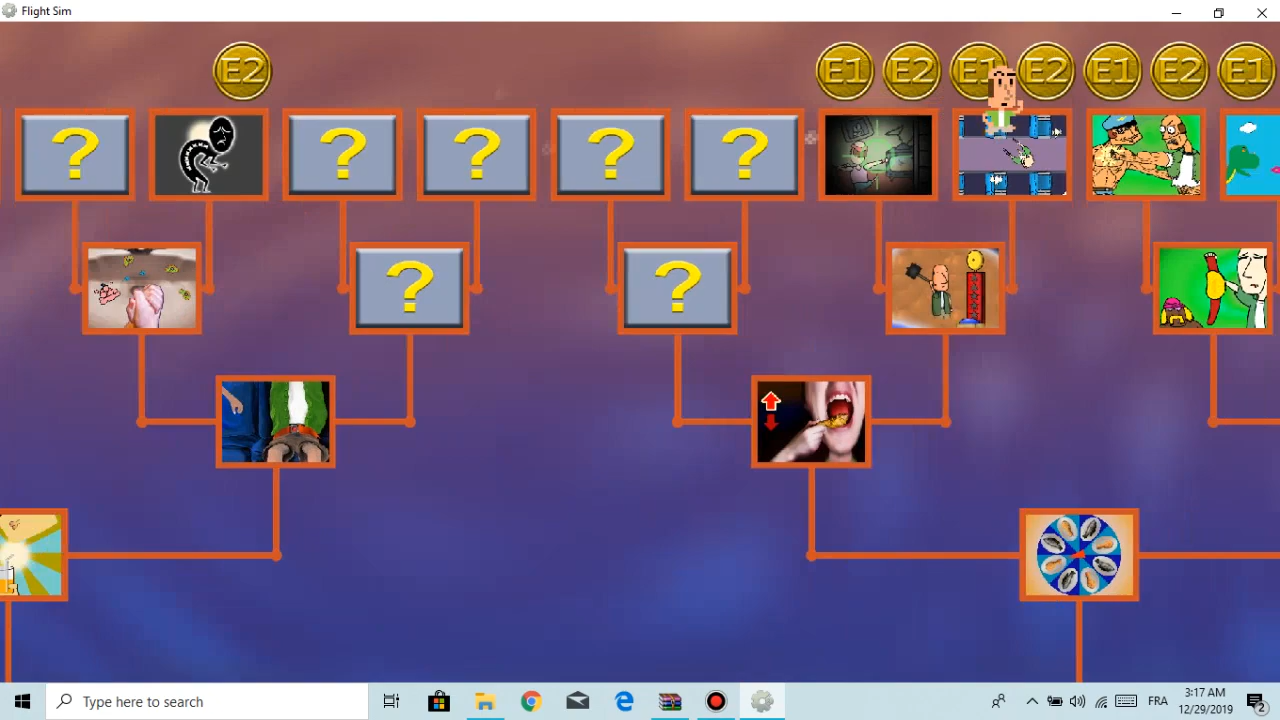 Flight Sim
E2 E1 E2 E1 E2 E1 E2 E1
? ? ? ? ?
? ?
Type here to search
FRA
3:17 AM
12/29/2019
2